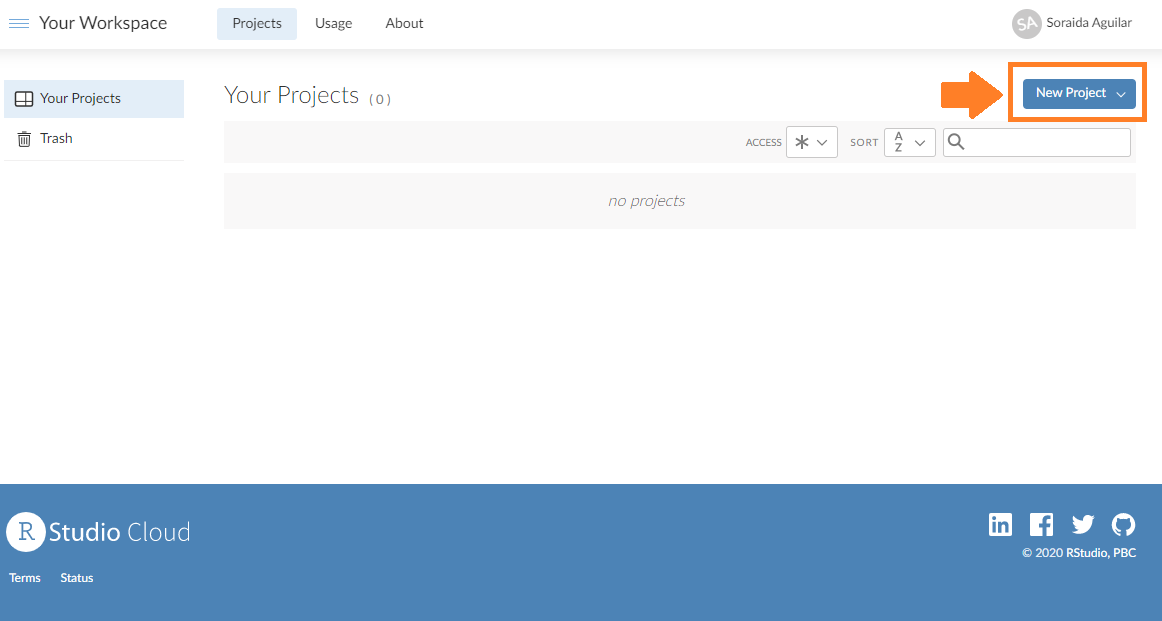 Your Workspace Projects Usage About SA Soraida Aguilar
Your Projects
Trash
Your Projects (0) New Project
ACCESS SORT A Z
no projects
R Studio Cloud
© 2020 RStudio, PBC
Terms Status